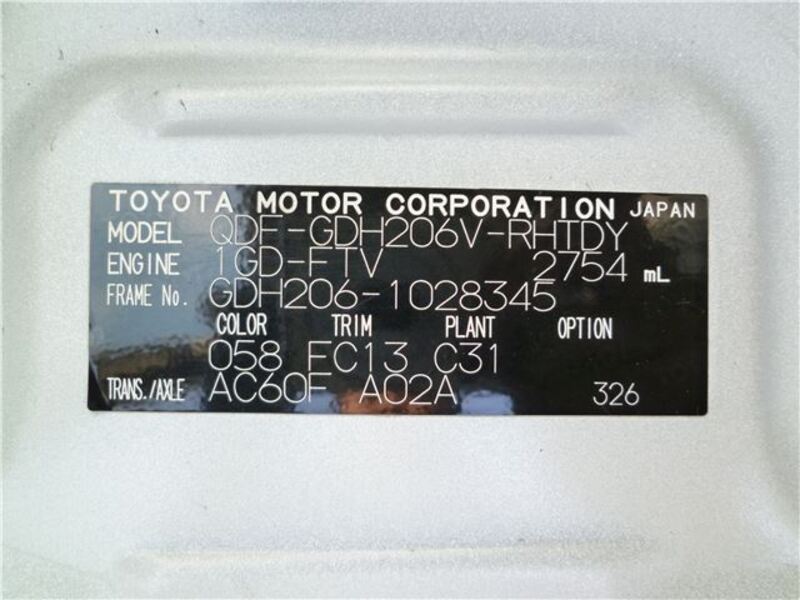 TOYOTA MOTOR CORPORATION JAPAN
MODEL QDF-GDH206V-RHTDY
ENGINE 1GD-FTV 2754 mL
FRAME No. GDH206-1028345
COLOR TRIM PLANT OPTION
058 FC13 C31
TRANS./AXLE AC60F A02A 326